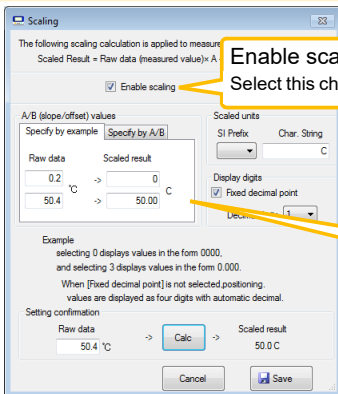 Scaling
The following scaling calculation is applied to measure
Scaled Result = Raw data (measured value)× A
Enable sca
Select this ch
Enable scaling
A/B (slope/offset) values
Specify by example Specify by A/B
Raw data Scaled result
0.2 °C -> 0 C
50.4 -> 50.00
Scaled units
SI Prefix Char. String
C
Display digits
Fixed decimal point
1
Example
selecting 0 displays values in the form 0000,
and selecting 3 displays values in the form 0.000.
When [Fixed decimal point] is not selected,positioning.
values are displayed as four digits with automatic decimal.
Setting confirmation
Raw data Scaled result
50.4 °C -> Calc -> 50.0 C
Cancel Save